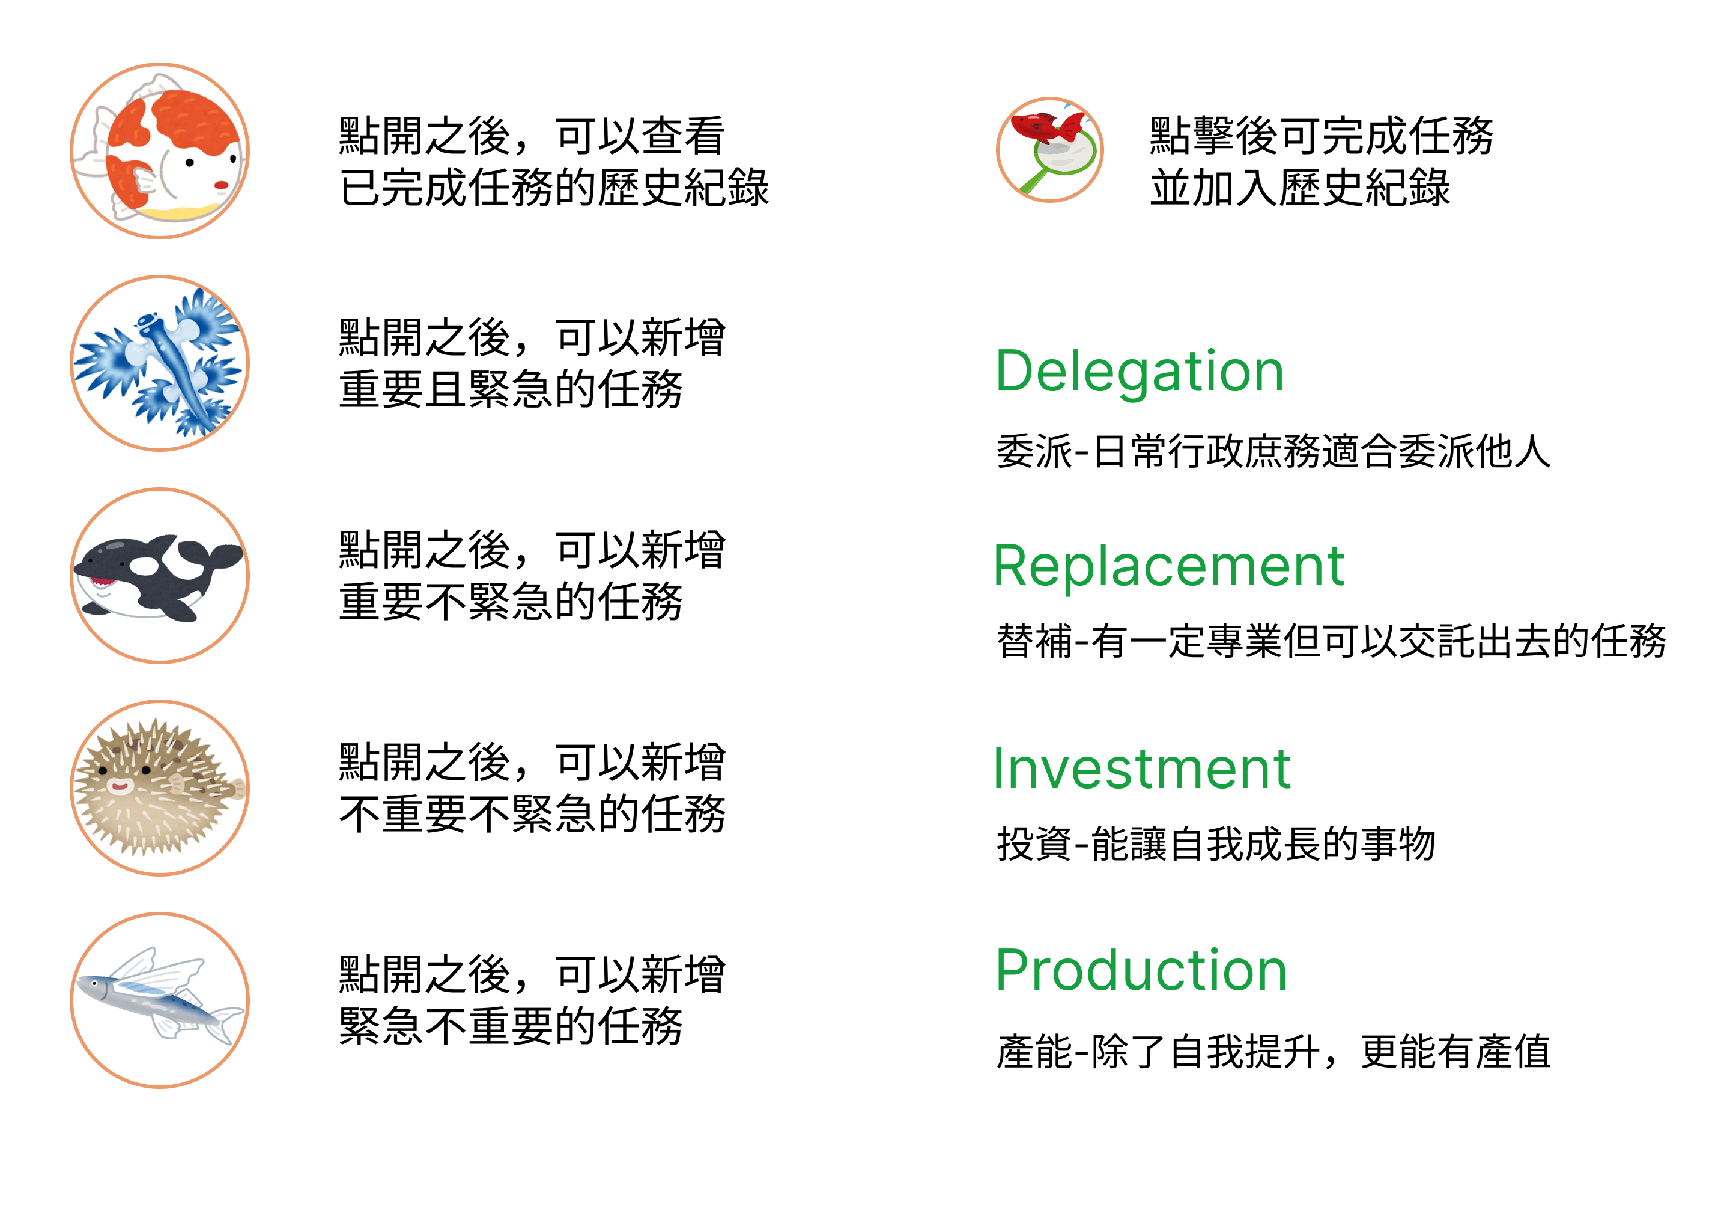 點開之後，可以查看
已完成任務的歷史紀錄
點開之後，可以新增
重要且緊急的任務
點開之後，可以新增
重要不緊急的任務
點開之後，可以新增
不重要不緊急的任務
點開之後，可以新增
緊急不重要的任務
點擊後可完成任務
並加入歷史紀錄
Delegation
委派-日常行政庶務適合委派他人
Replacement
替補-有一定專業但可以交託出去的任務
Investment
投資-能讓自我成長的事物
Production
產能-除了自我提升，更能有產值